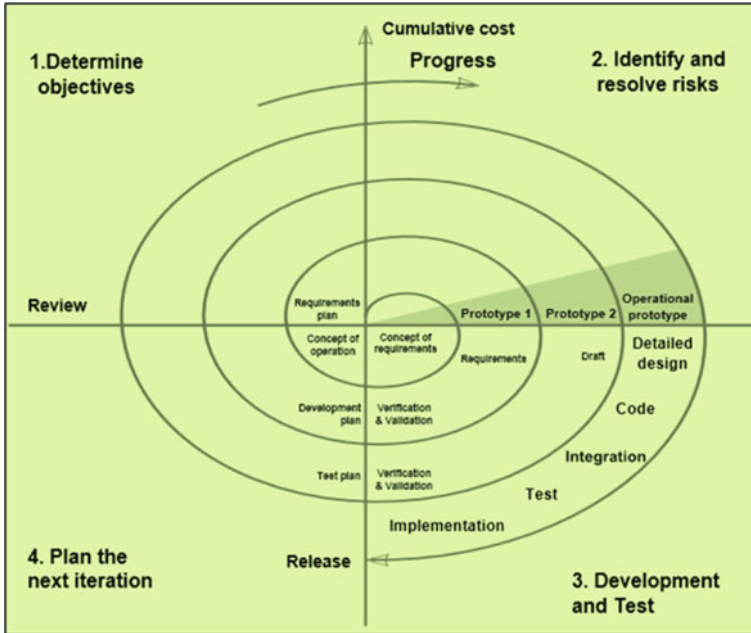 Cumulative cost
Progress
1.Determine
objectives
2. Identify and
resolve risks
Review
Requirements
plan
Prototype 1
Prototype 2
Operational
prototype
Concept of
operation
Concept of
requirements
Requirements
Draft
Detailed
design
Development
plan
Verification
& Validation
Code
Integration
Test plan
Verification
& Validation
Test
Implementation
4. Plan the
next iteration
Release
3. Development
and Test